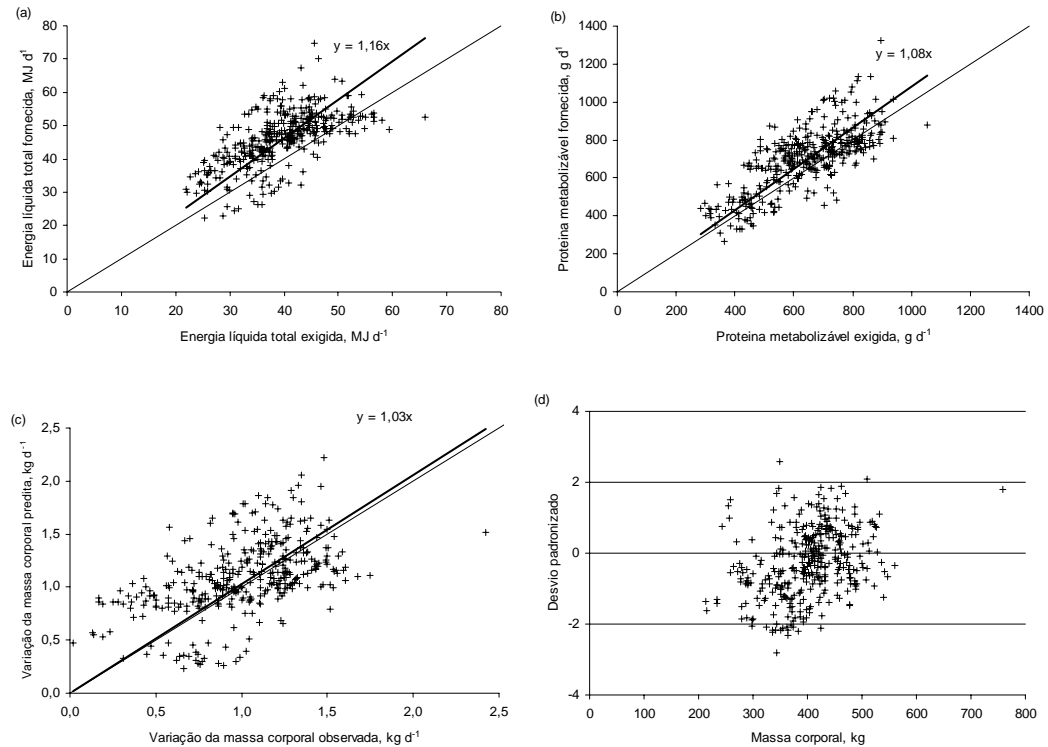 (a)
80
70
60
50
40
30
20
10
0
y = 1,16x
Energia líquida total fornecida, MJ d¹
0 10 20 30 40 50 60 70 80
Energia líquida total exigida, MJ d⁻¹
(b)
1400
1200
1000
800
600
400
200
0
y = 1,08x
Proteina metabolizável fornecida, g d¹
0 200 400 600 800 1000 1200 1400
Proteina metabolizável exigida, g d⁻¹
(c)
y = 1,03x
2,5
2,0
1,5
1,0
0,5
0,0
Variação da massa corporal predita, kg d⁻¹
0,0 0,5 1,0 1,5 2,0 2,5
Variação da massa corporal observada, kg d⁻¹
(d)
4
2
0
-2
-4
Desvio padronizado
0 100 200 300 400 500 600 700 800
Massa corporal, kg